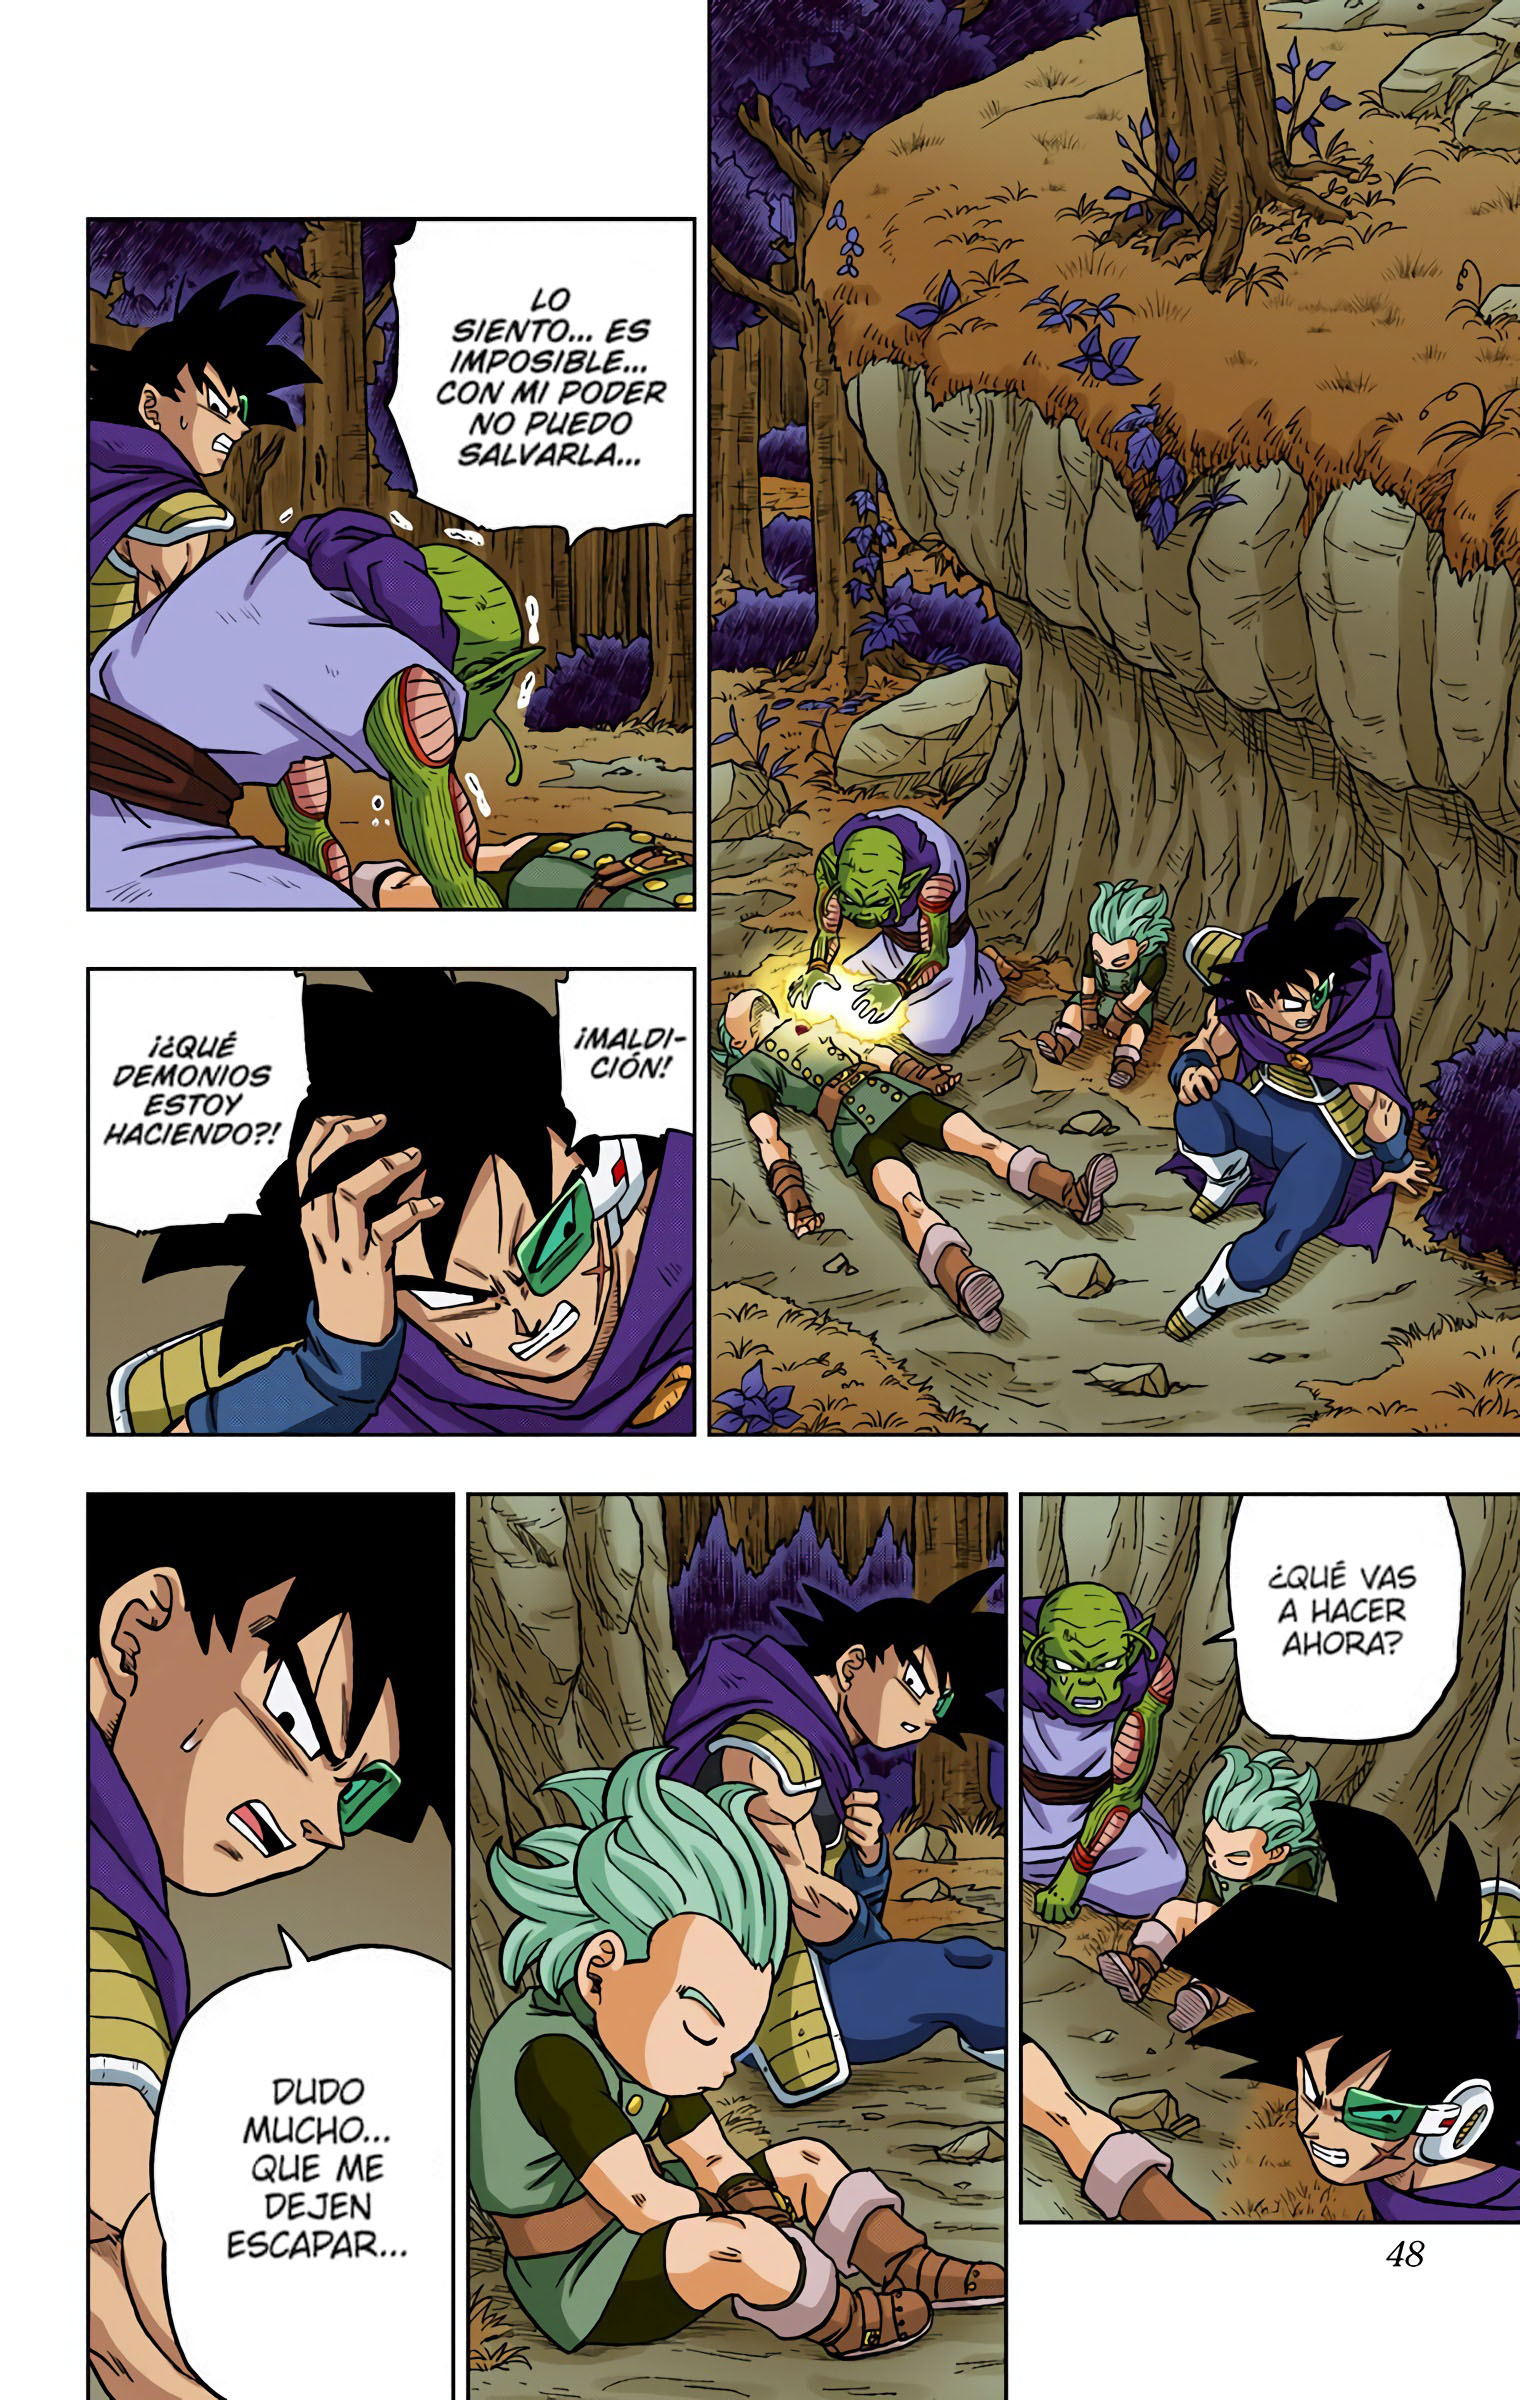 LO
SIENTO... ES
IMPOSIBLE...
CON MI PODER
NO PUEDO
SALVARLA...
¡MALDI-
CIÓN!
¡¿QUÉ
DEMONIOS
ESTOY
HACIENDO?!
¿QUÉ VAS
A HACER
AHORA?
DUDO
MUCHO...
QUE ME
DEJEN
ESCAPAR...
48